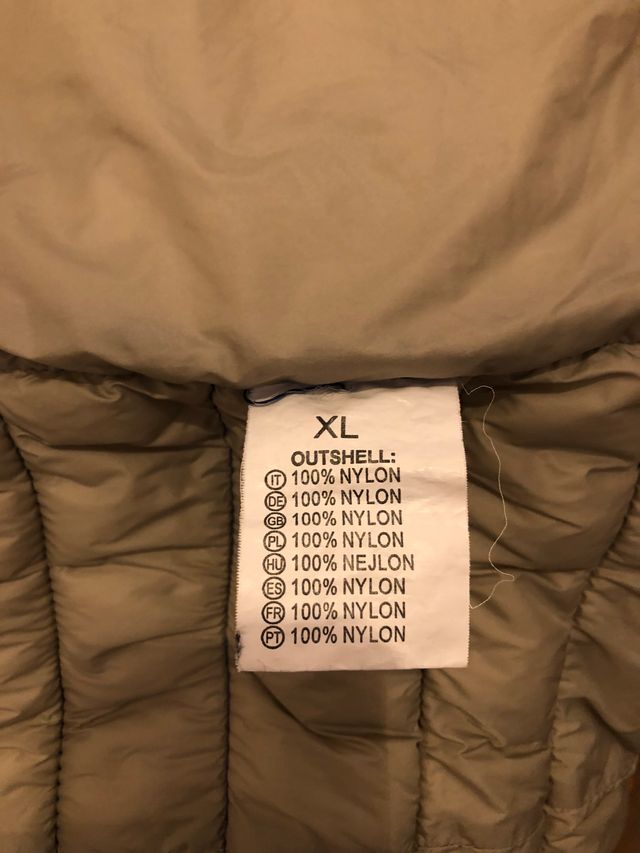 XL
OUTSHELL:
IT 100% NYLON
DE 100% NYLON
GB 100% NYLON
PL 100% NYLON
HU 100% NEJLON
ES 100% NYLON
FR 100% NYLON
PT 100% NYLON